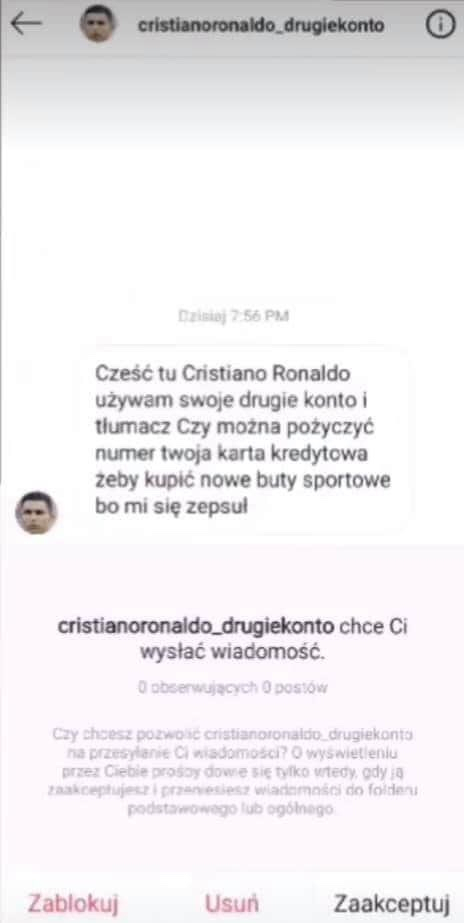 cristianoronaldo_drugiekonto
Dzisiaj 7:56 PM
Cześć tu Cristiano Ronaldo
używam swoje drugie konto i
tłumacz Czy można pożyczyć
numer twoja karta kredytowa
żeby kupić nowe buty sportowe
bo mi się zepsuł
cristianoronaldo_drugiekonto chce Ci
wysłać wiadomość.
0 obserwujących 0 postów
Czy chcesz pozwolić cristianoronaldo_drugiekonto
na przesyłanie Ci wiadomości? O wyświetleniu
przez Ciebie prośby dowie się tylko wtedy, gdy ją
zaakceptujesz i przeniesiesz wiadomości do folderu
podstawowego lub ogólnego.
Zablokuj Usuń Zaakceptuj